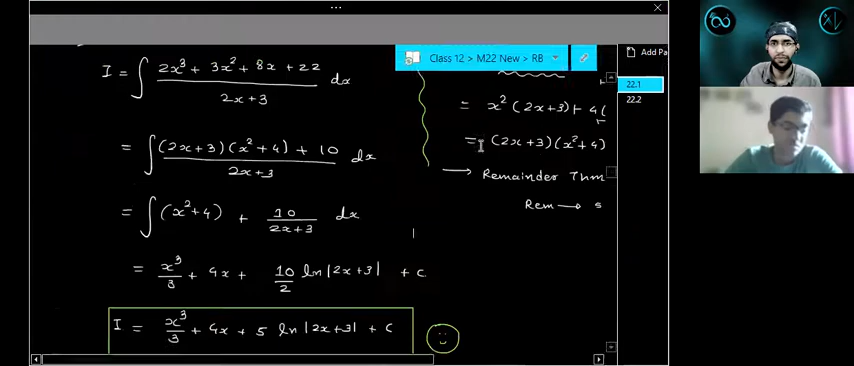 Class 12 > M22 New > RB
Add Pa
22.1
22.2
I = ∫ (2x³ + 3x² + 8x + 22)/(2x+3) dx
= ∫ ((2x+3)(x²+4) + 10)/(2x+3) dx
= ∫ (x²+4) + 10/(2x+3) dx
= x³/3 + 4x + 10/2 ln|2x+3| + c
I = x³/3 + 4x + 5 ln|2x+3| + c
= x²(2x+3) + 4(
= (2x+3)(x²+4)
→ Remainder Thm
Rem →